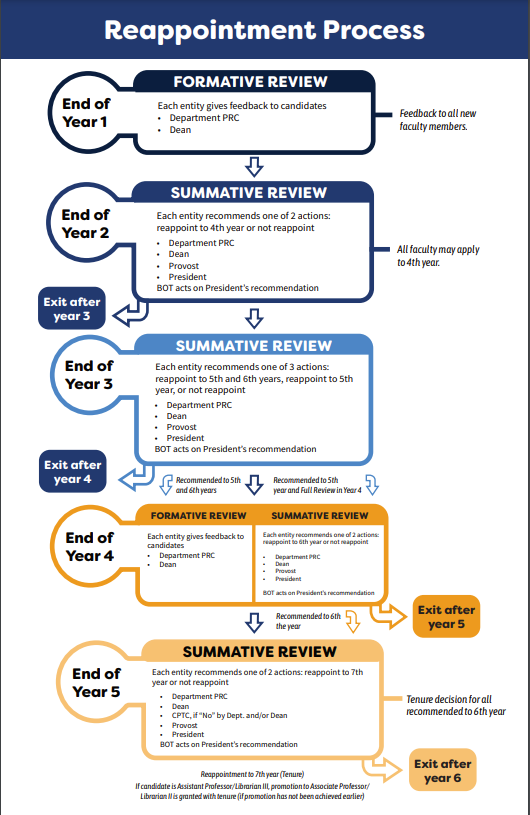 Reappointment Process
FORMATIVE REVIEW
End of
Year 1
Each entity gives feedback to candidates
• Department PRC
• Dean
Feedback to all new
faculty members.
SUMMATIVE REVIEW
End of
Year 2
Each entity recommends one of 2 actions:
reappoint to 4th year or not reappoint
• Department PRC
• Dean
• Provost
• President
BOT acts on President's recommendation
All faculty may apply
to 4th year.
Exit after
year 3
SUMMATIVE REVIEW
End of
Year 3
Each entity recommends one of 3 actions:
reappoint to 5th and 6th years, reappoint to 5th
year, or not reappoint
• Department PRC
• Dean
• Provost
• President
BOT acts on President's recommendation
Exit after
year 4
Recommended to 5th
and 6th years
Recommended to 5th
year and Full Review in Year 4
End of
Year 4
FORMATIVE REVIEW
Each entity gives feedback to
candidates
• Department PRC
• Dean
SUMMATIVE REVIEW
Each entity recommends one of 2 actions:
reappoint to 6th year or not reappoint
• Department PRC
• Dean
• Provost
• President
BOT acts on President's recommendation
Exit after
year 5
Recommended to 6th
the year
SUMMATIVE REVIEW
End of
Year 5
Each entity recommends one of 2 actions: reappoint to 7th
year or not reappoint
• Department PRC
• Dean
• CPTC, if "No" by Dept. and/or Dean
• Provost
• President
BOT acts on President's recommendation
Tenure decision for all
recommended to 6th year
Exit after
year 6
Reappointment to 7th year (Tenure)
If candidate is Assistant Professor/Librarian III, promotion to Associate Professor/
Librarian II is granted with tenure (if promotion has not been achieved earlier)